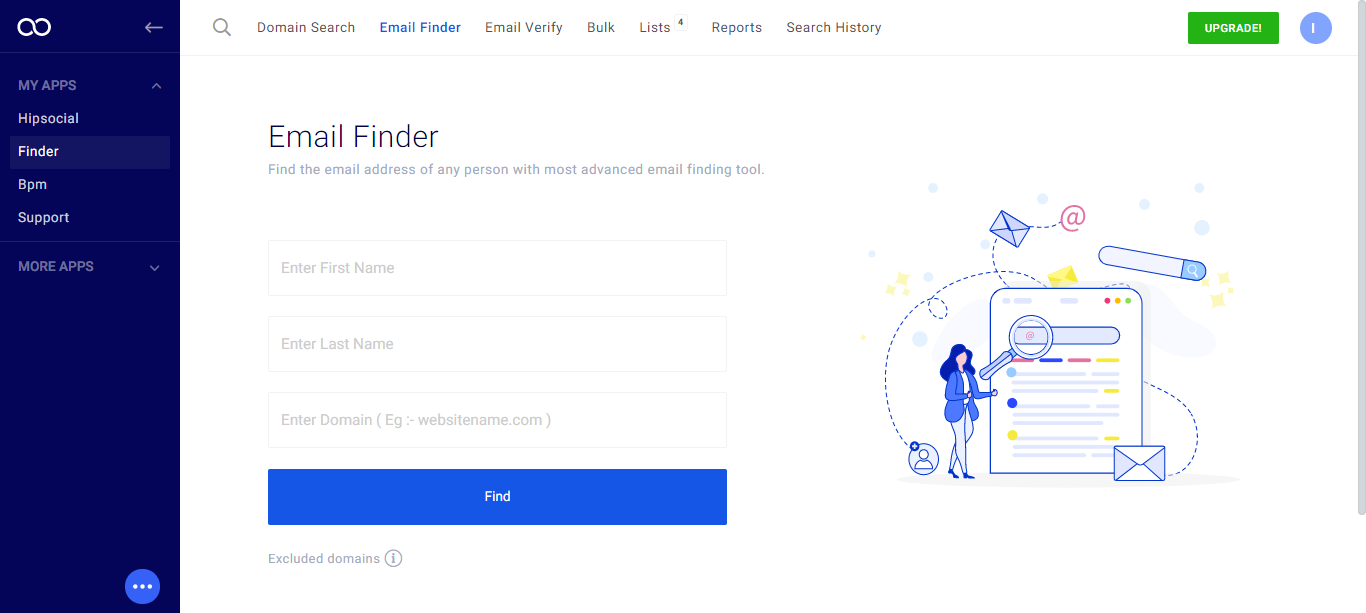 Domain Search Email Finder Email Verify Bulk Lists 4 Reports Search History UPGRADE! I
MY APPS
Hipsocial
Finder
Bpm
Support
MORE APPS
Email Finder
Find the email address of any person with most advanced email finding tool.
Enter First Name
Enter Last Name
Enter Domain ( Eg :- websitename.com )
Find
Excluded domains i
@
@